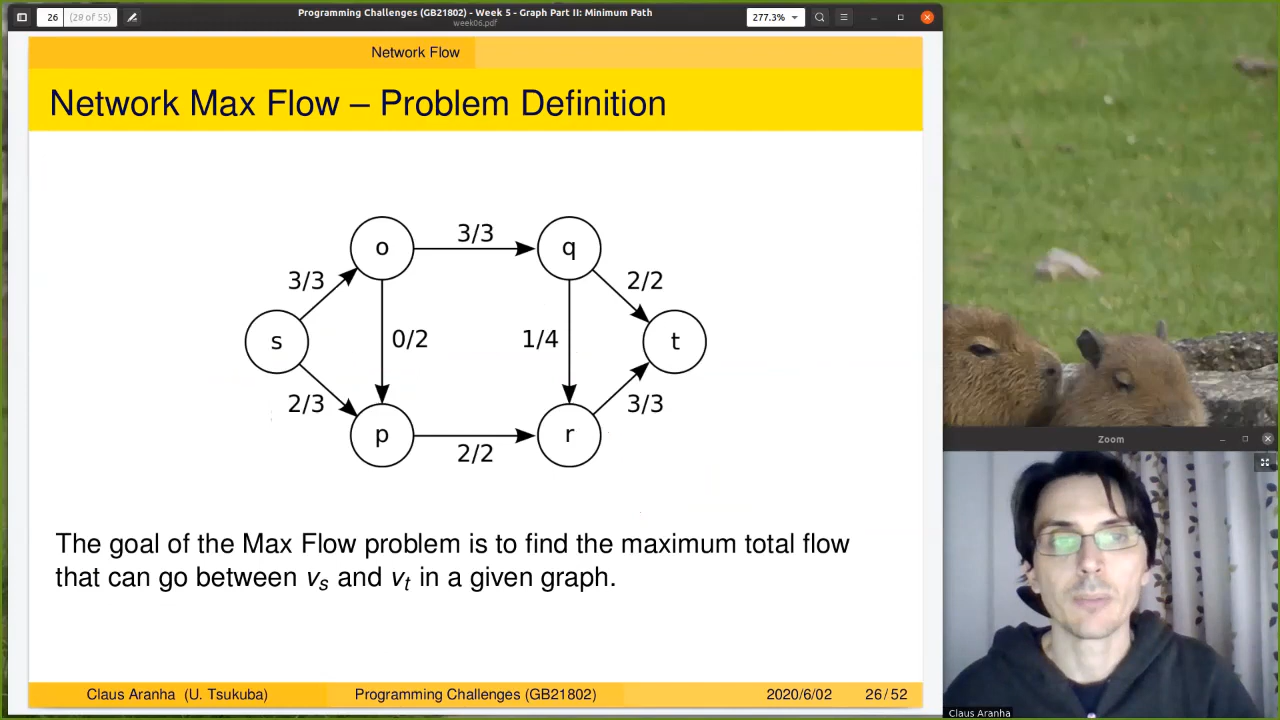 26
(29 of 55)
Programming Challenges (GB21802) - Week 5 - Graph Part II: Minimum Path
week06.pdf
277.3%
Network Flow
Network Max Flow – Problem Definition
o
3/3
q
3/3
2/2
s
0/2
1/4
t
2/3
3/3
p
2/2
r
The goal of the Max Flow problem is to find the maximum total flow
that can go between vs and vt in a given graph.
Claus Aranha (U. Tsukuba)
Programming Challenges (GB21802)
2020/6/02
26 / 52
Zoom
Claus Aranha